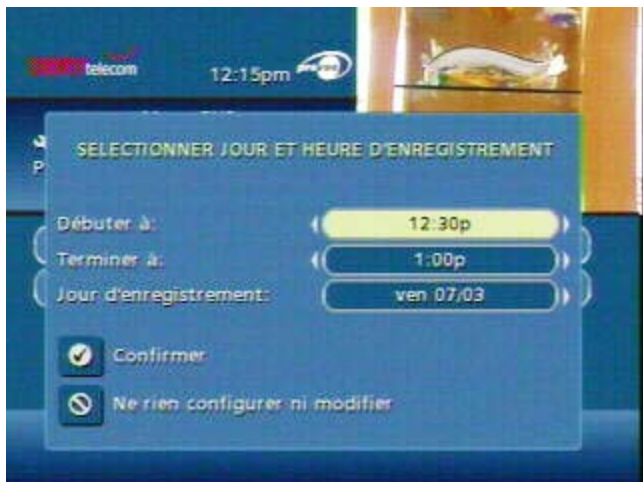 telecom
12:15pm
SELECTIONNER JOUR ET HEURE D'ENREGISTREMENT
Débuter à:
12:30p
Terminer à:
1:00p
Jour d'enregistrement:
ven 07/03
Confirmer
Ne rien configurer ni modifier